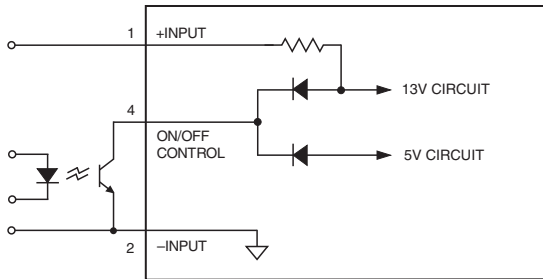 1
+INPUT
13V CIRCUIT
4
ON/OFF
CONTROL
5V CIRCUIT
2
–INPUT